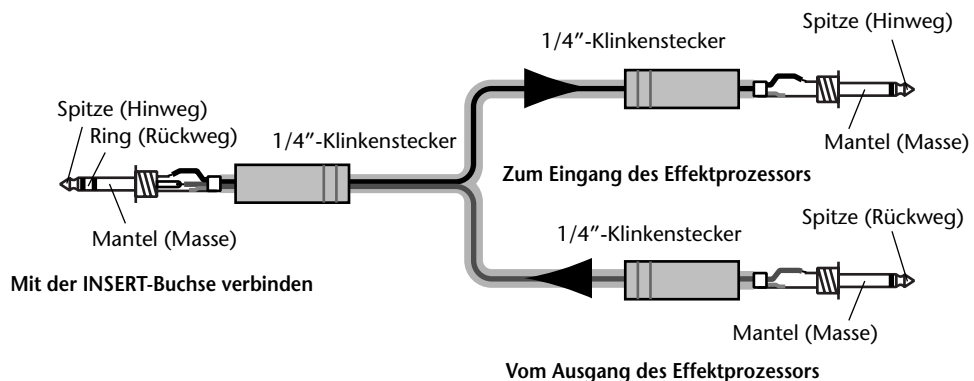 Spitze (Hinweg)
1/4″-Klinkenstecker
Spitze (Hinweg)
Ring (Rückweg)
1/4″-Klinkenstecker
Mantel (Masse)
Zum Eingang des Effektprozessors
Spitze (Rückweg)
1/4″-Klinkenstecker
Mantel (Masse)
Mit der INSERT-Buchse verbinden
Mantel (Masse)
Vom Ausgang des Effektprozessors